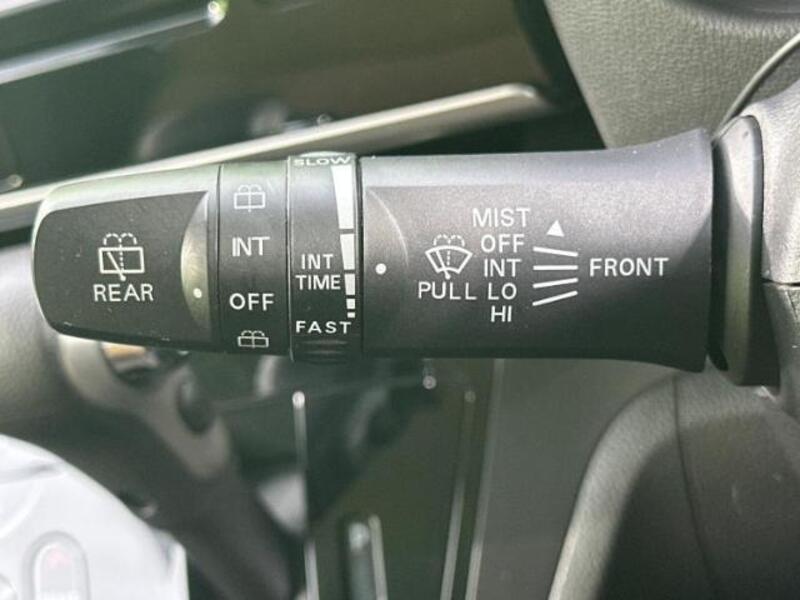 REAR
INT
OFF
SLOW
INT
TIME
FAST
MIST
OFF
INT
PULL LO
HI
FRONT